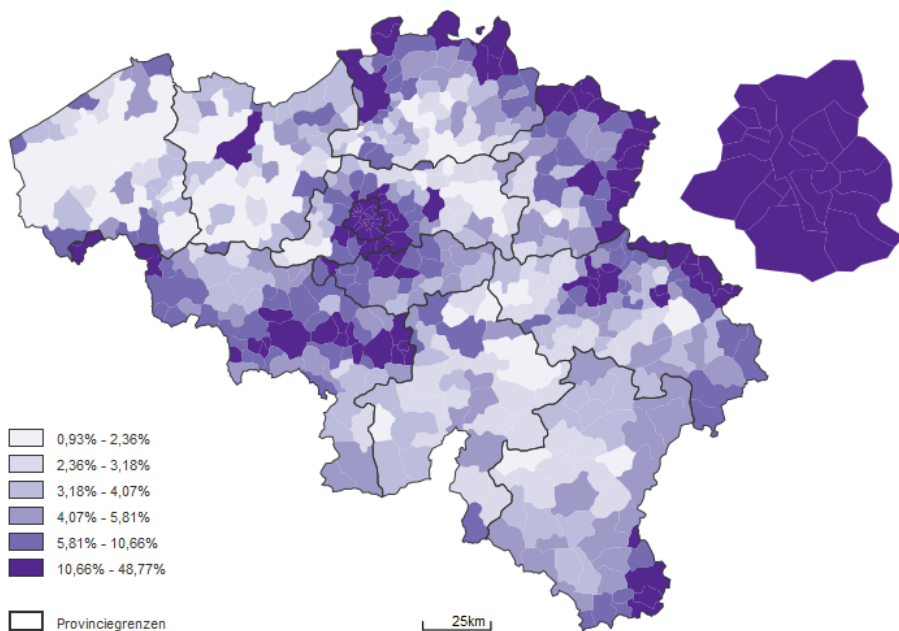 0,93% - 2,36%
2,36% - 3,18%
3,18% - 4,07%
4,07% - 5,81%
5,81% - 10,66%
10,66% - 48,77%
Provinciegrenzen
25km